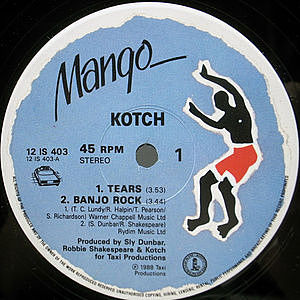 Mango
KOTCH
12 IS 403
12 IS 403-A
45 RPM
STEREO
1
1. TEARS (3.53)
2. BANJO ROCK (3.44)
1. (T. C. Lundy/R. Halpin/T. Pearson/
S. Richardson) Warner Chappell Music Ltd
2. (S. Dunbar/R. Shakespeare)
Rydim Music Ltd
Produced by Sly Dunbar,
Robbie Shakespeare & Kotch
for Taxi Productions
℗ 1988 Taxi
Productions